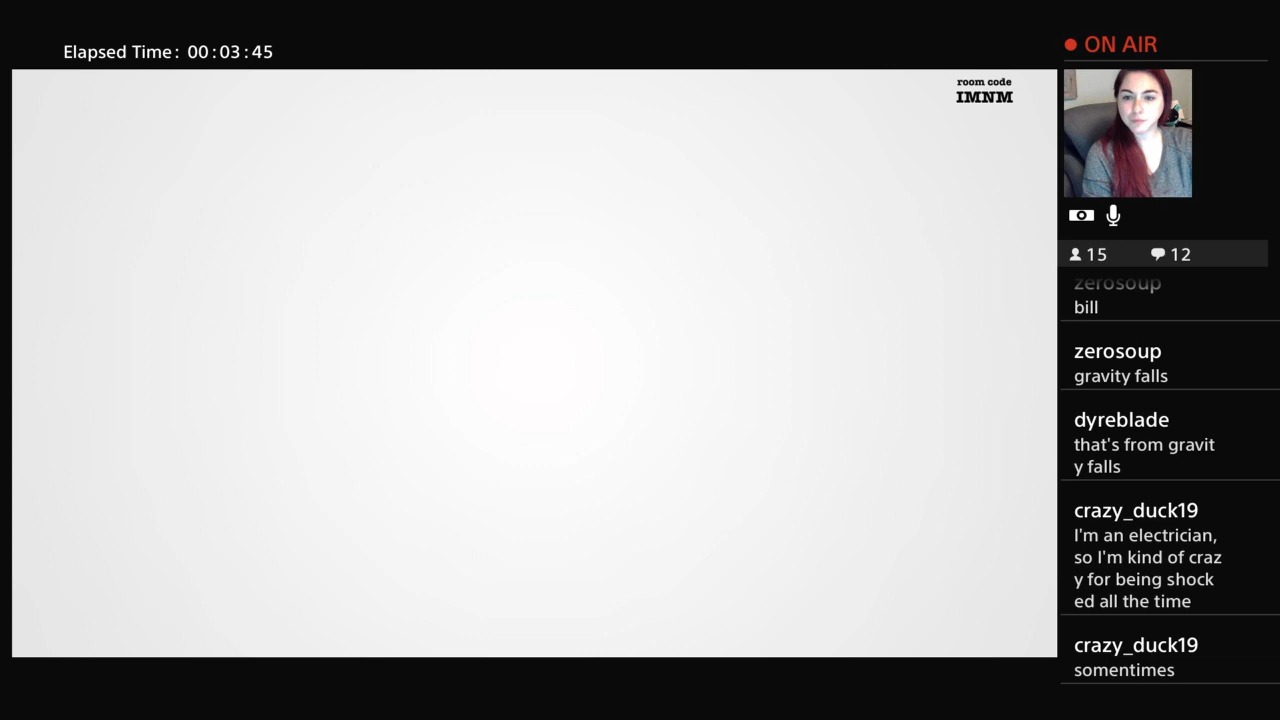 Elapsed Time: 00:03:45
ON AIR
room code
IMNM
15 12
zerosoup
bill
zerosoup
gravity falls
dyreblade
that's from gravit
y falls
crazy_duck19
I'm an electrician,
so I'm kind of craz
y for being shock
ed all the time
crazy_duck19
somentimes